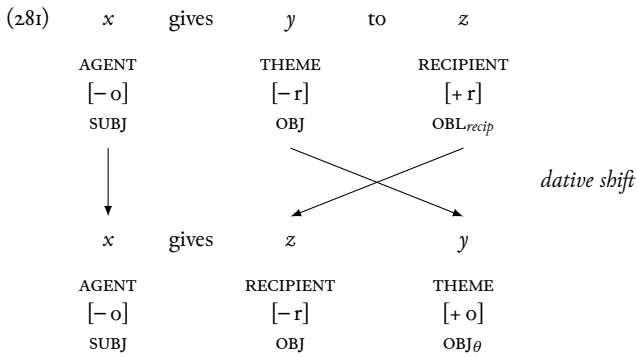 (281) x gives y to z
AGENT THEME RECIPIENT
[− o] [− r] [+ r]
SUBJ OBJ OBLrecip
dative shift
x gives z y
AGENT RECIPIENT THEME
[− o] [− r] [+ o]
SUBJ OBJ OBJθ